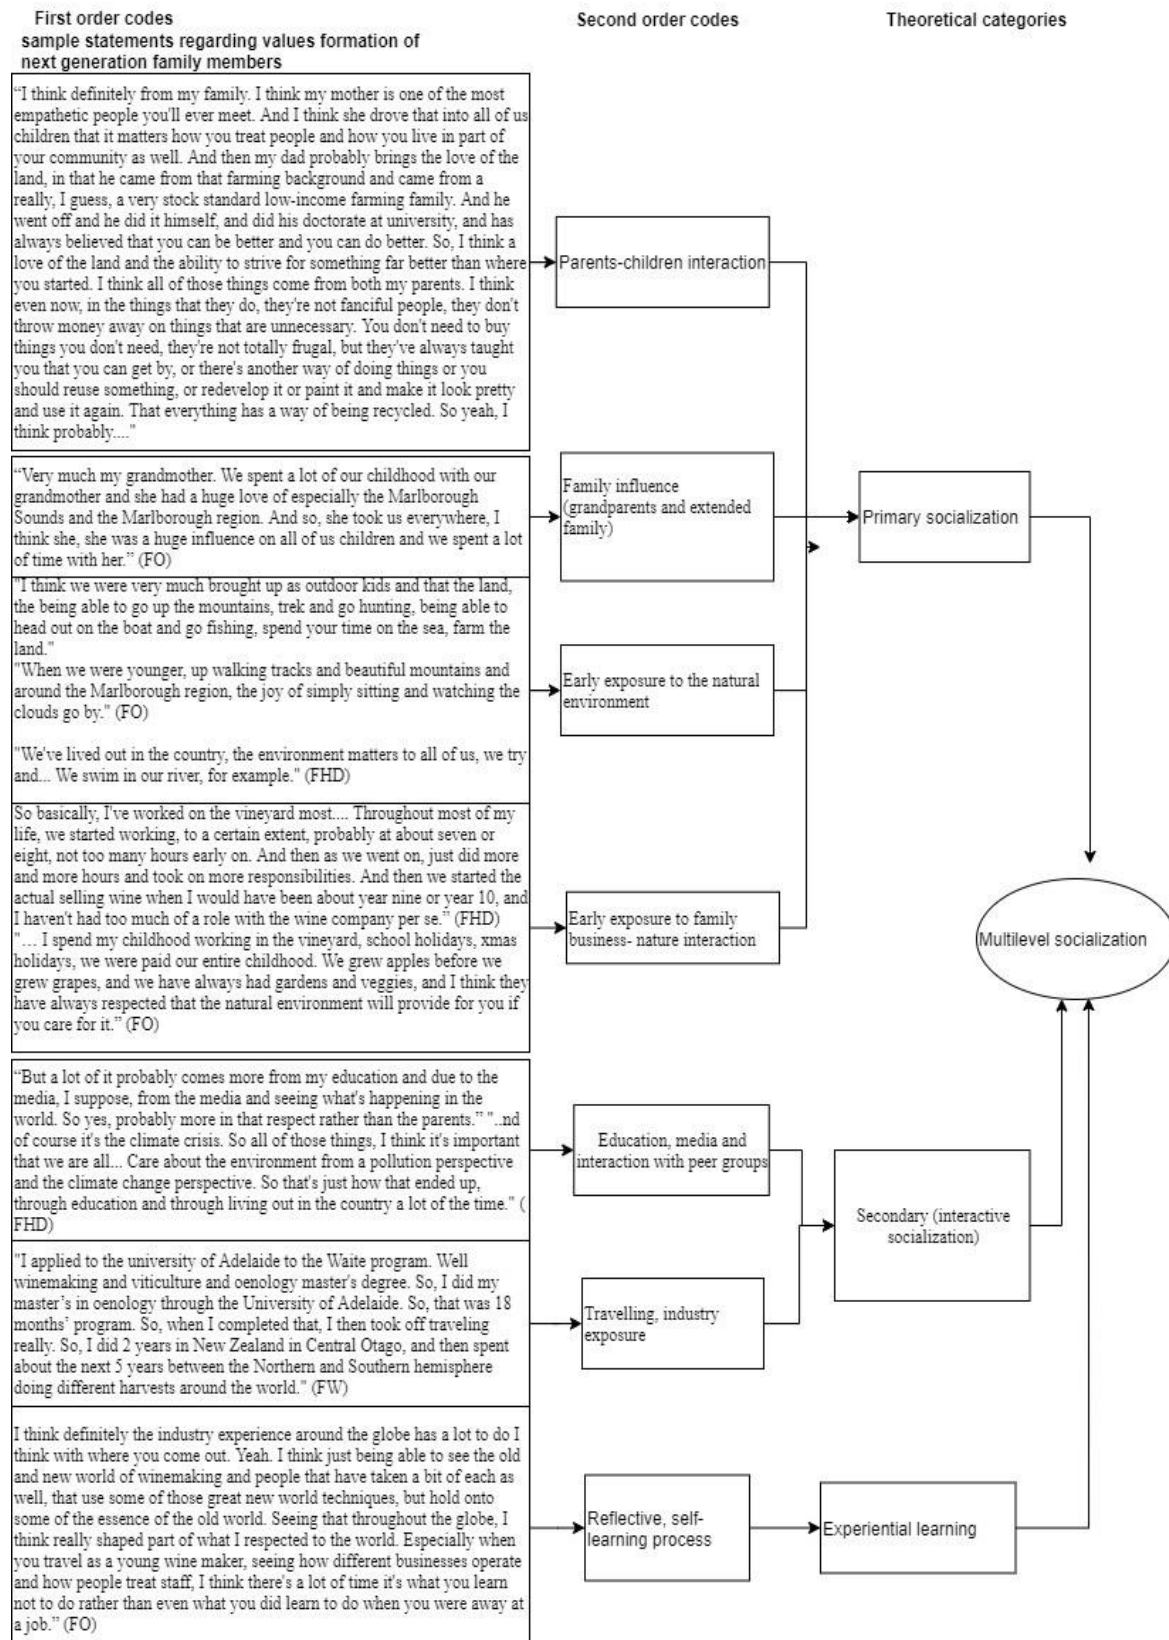 First order codes
sample statements regarding values formation of
next generation family members
Second order codes
Theoretical categories
“I think definitely from my family. I think my mother is one of the most
empathetic people you'll ever meet. And I think she drove that into all of us
children that it matters how you treat people and how you live in part of
your community as well. And then my dad probably brings the love of the
land, in that he came from that farming background and came from a
really, I guess, a very stock standard low-income farming family. And he
went off and he did it himself, and did his doctorate at university, and has
always believed that you can be better and you can do better. So, I think a
love of the land and the ability to strive for something far better than where
you started. I think all of those things come from both my parents. I think
even now, in the things that they do, they're not fanciful people, they don't
throw money away on things that are unnecessary. You don't need to buy
things you don't need, they're not totally frugal, but they've always taught
you that you can get by, or there's another way of doing things or you
should reuse something, or redevelop it or paint it and make it look pretty
and use it again. That everything has a way of being recycled. So yeah, I
think probably...."
Parents-children interaction
“Very much my grandmother. We spent a lot of our childhood with our
grandmother and she had a huge love of especially the Marlborough
Sounds and the Marlborough region. And so, she took us everywhere, I
think she, she was a huge influence on all of us children and we spent a lot
of time with her.” (FO)
Family influence
(grandparents and extended
family)
Primary socialization
"I think we were very much brought up as outdoor kids and that the land,
the being able to go up the mountains, trek and go hunting, being able to
head out on the boat and go fishing, spend your time on the sea, farm the
land."
"When we were younger, up walking tracks and beautiful mountains and
around the Marlborough region, the joy of simply sitting and watching the
clouds go by." (FO)
"We've lived out in the country, the environment matters to all of us, we try
and... We swim in our river, for example." (FHD)
Early exposure to the natural
environment
So basically, I've worked on the vineyard most.... Throughout most of my
life, we started working, to a certain extent, probably at about seven or
eight, not too many hours early on. And then as we went on, just did more
and more hours and took on more responsibilities. And then we started the
actual selling wine when I would have been about year nine or year 10, and
I haven't had too much of a role with the wine company per se.” (FHD)
"… I spend my childhood working in the vineyard, school holidays, xmas
holidays, we were paid our entire childhood. We grew apples before we
grew grapes, and we have always had gardens and veggies, and I think they
have always respected that the natural environment will provide for you if
you care for it.” (FO)
Early exposure to family
business- nature interaction
Multilevel socialization
“But a lot of it probably comes more from my education and due to the
media, I suppose, from the media and seeing what's happening in the
world. So yes, probably more in that respect rather than the parents.” "..nd
of course it's the climate crisis. So all of those things, I think it's important
that we are all... Care about the environment from a pollution perspective
and the climate change perspective. So that's just how that ended up,
through education and through living out in the country a lot of the time." (
FHD)
Education, media and
interaction with peer groups
Secondary (interactive
socialization)
"I applied to the university of Adelaide to the Waite program. Well
winemaking and viticulture and oenology master's degree. So, I did my
master’s in oenology through the University of Adelaide. So, that was 18
months’ program. So, when I completed that, I then took off traveling
really. So, I did 2 years in New Zealand in Central Otago, and then spent
about the next 5 years between the Northern and Southern hemisphere
doing different harvests around the world." (FW)
Travelling, industry
exposure
I think definitely the industry experience around the globe has a lot to do I
think with where you come out. Yeah. I think just being able to see the old
and new world of winemaking and people that have taken a bit of each as
well, that use some of those great new world techniques, but hold onto
some of the essence of the old world. Seeing that throughout the globe, I
think really shaped part of what I respected to the world. Especially when
you travel as a young wine maker, seeing how different businesses operate
and how people treat staff, I think there's a lot of time it's what you learn
not to do rather than even what you did learn to do when you were away at
a job.” (FO)
Reflective, self-
learning process
Experiential learning